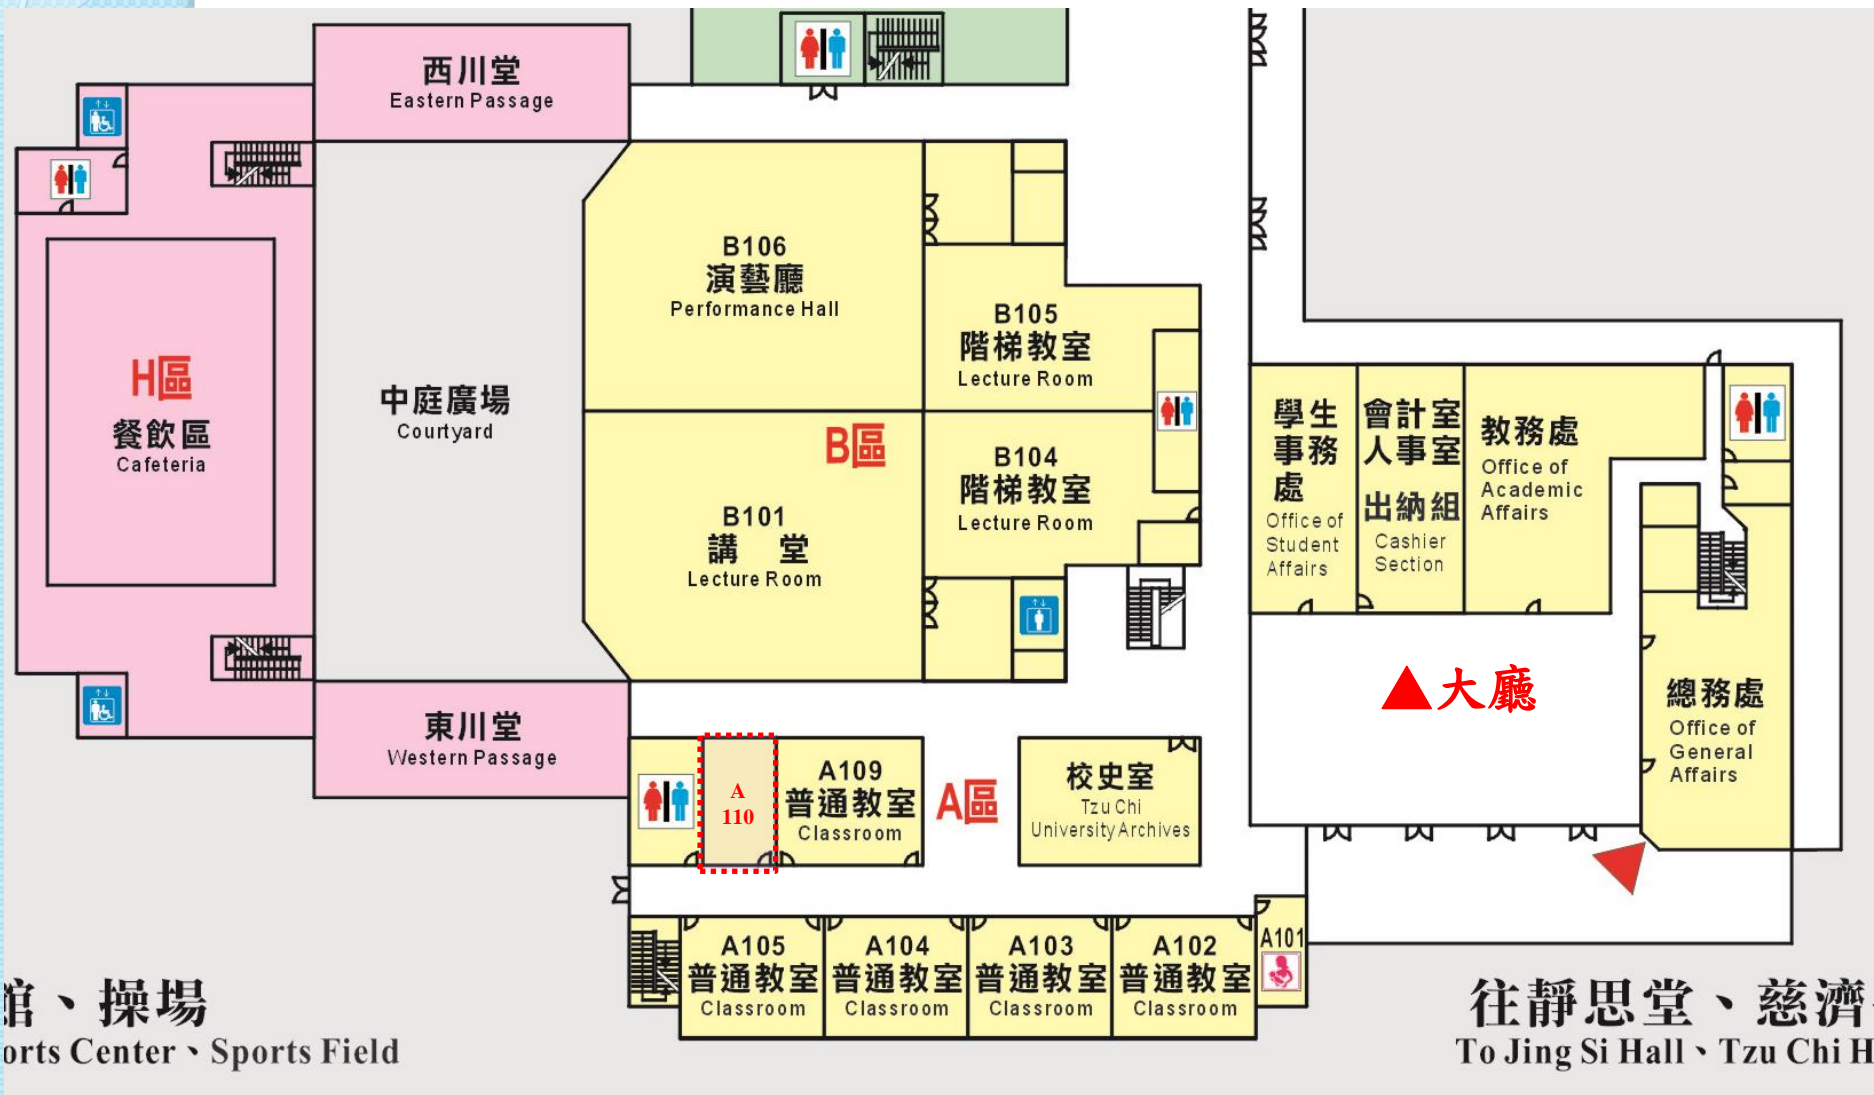 西川堂
Eastern Passage
B106
演藝廳
Performance Hall
B105
階梯教室
Lecture Room
H區
餐飲區
Cafeteria
中庭廣場
Courtyard
B區
B104
階梯教室
Lecture Room
B101
講 堂
Lecture Room
學生
事務
處
Office of
Student
Affairs
會計室
人事室
出納組
Cashier
Section
教務處
Office of
Academic
Affairs
▲大廳
總務處
Office of
General
Affairs
東川堂
Western Passage
A
110
A109
普通教室
Classroom
A區
校史室
Tzu Chi
University Archives
A105
普通教室
Classroom
A104
普通教室
Classroom
A103
普通教室
Classroom
A102
普通教室
Classroom
A101
館、操場
orts Center、Sports Field
往靜思堂、慈濟
To Jing Si Hall、Tzu Chi H